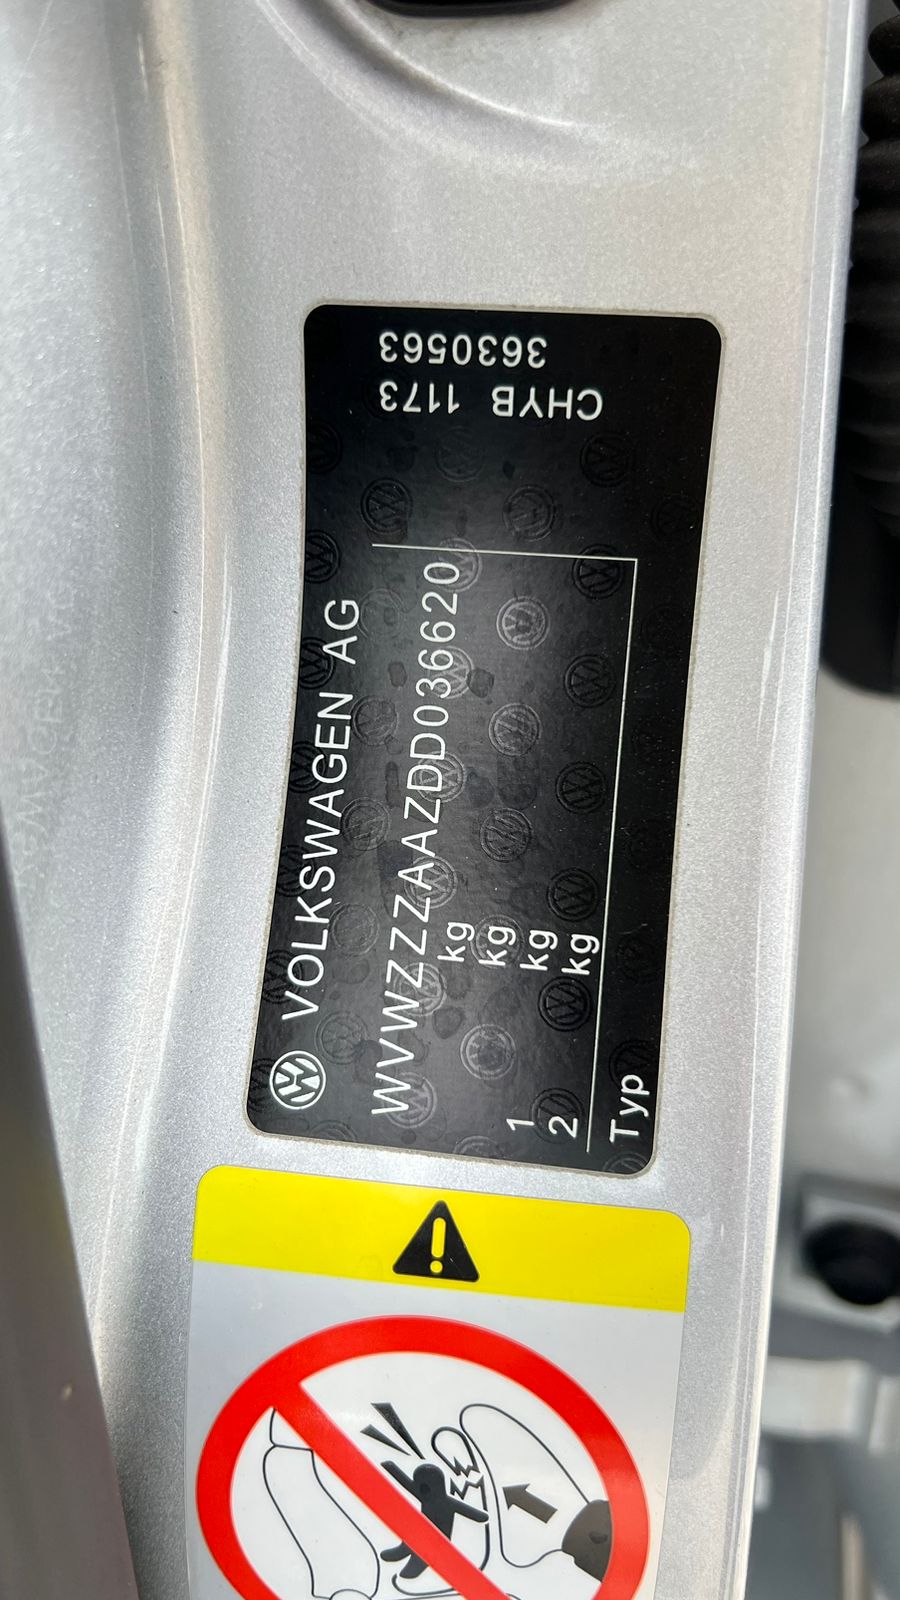 VOLKSWAGEN AG
WVWZZZAAZDD036620
kg
kg
1 kg
2 kg
Typ
CHYB 1173
3630563